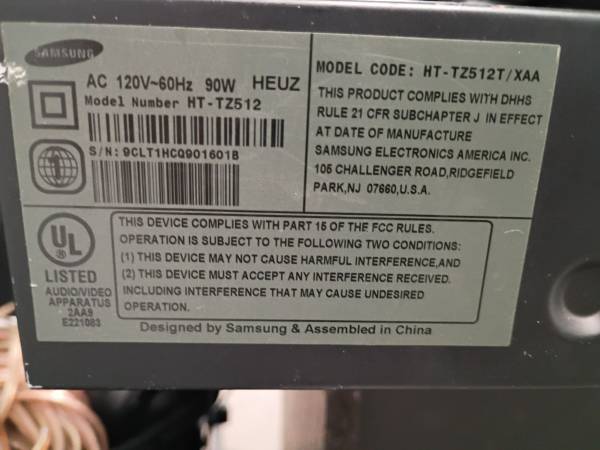 SAMSUNG
AC 120V~60Hz 90W HEUZ
Model Number HT-TZ512
S/N: 9CLT1HCQ901601B
MODEL CODE: HT-TZ512T/XAA
THIS PRODUCT COMPLIES WITH DHHS
RULE 21 CFR SUBCHAPTER J IN EFFECT
AT DATE OF MANUFACTURE
SAMSUNG ELECTRONICS AMERICA INC.
105 CHALLENGER ROAD,RIDGEFIELD
PARK,NJ 07660,U.S.A.
UL
®
LISTED
AUDIO/VIDEO
APPARATUS
2AA9
E221083
THIS DEVICE COMPLIES WITH PART 15 OF THE FCC RULES.
OPERATION IS SUBJECT TO THE FOLLOWING TWO CONDITIONS:
(1) THIS DEVICE MAY NOT CAUSE HARMFUL INTERFERENCE,AND
(2) THIS DEVICE MUST ACCEPT ANY INTERFERENCE RECEIVED.
INCLUDING INTERFERENCE THAT MAY CAUSE UNDESIRED
OPERATION.
Designed by Samsung & Assembled in China